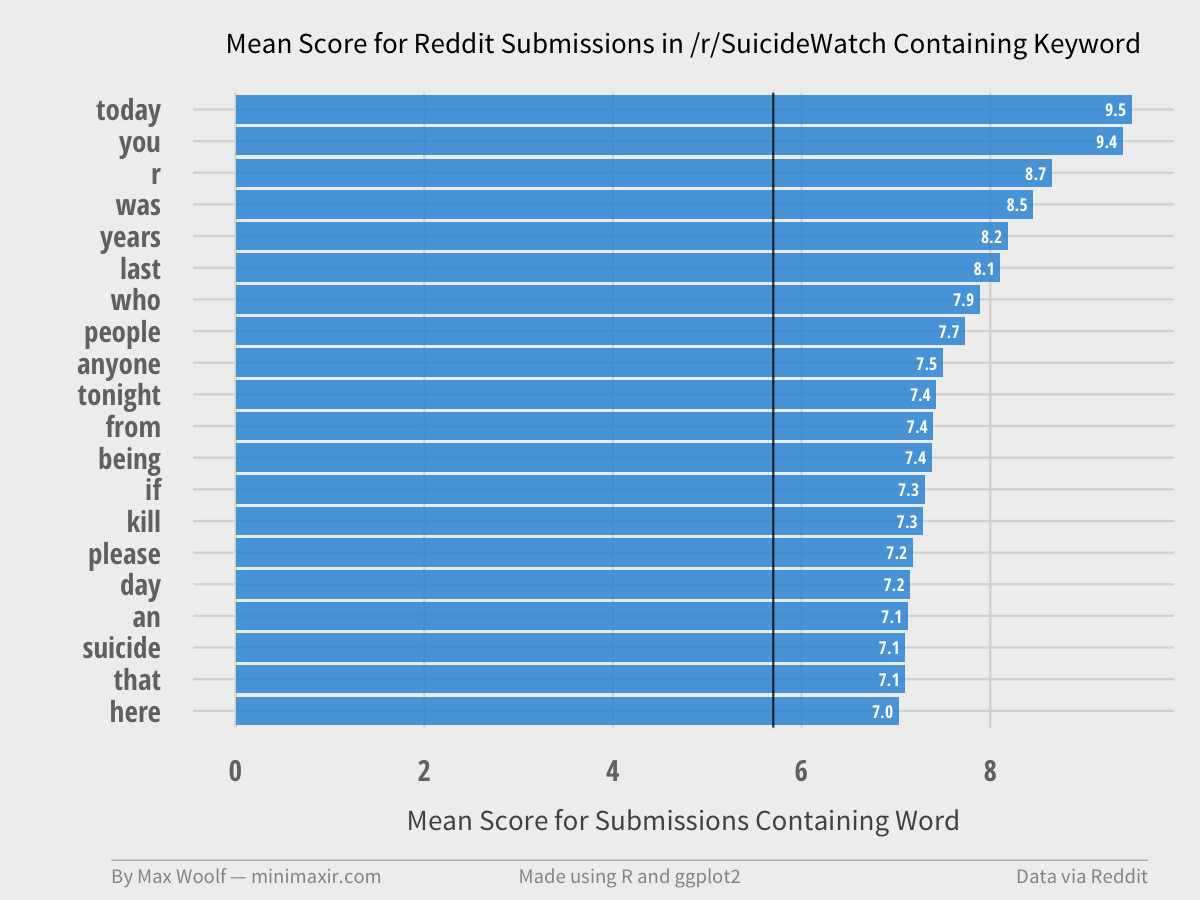 Mean Score for Reddit Submissions in /r/SuicideWatch Containing Keyword
today 9.5
you 9.4
r 8.7
was 8.5
years 8.2
last 8.1
who 7.9
people 7.7
anyone 7.5
tonight 7.4
from 7.4
being 7.4
if 7.3
kill 7.3
please 7.2
day 7.2
an 7.1
suicide 7.1
that 7.1
here 7.0
0 2 4 6 8
Mean Score for Submissions Containing Word
By Max Woolf — minimaxir.com Made using R and ggplot2 Data via Reddit